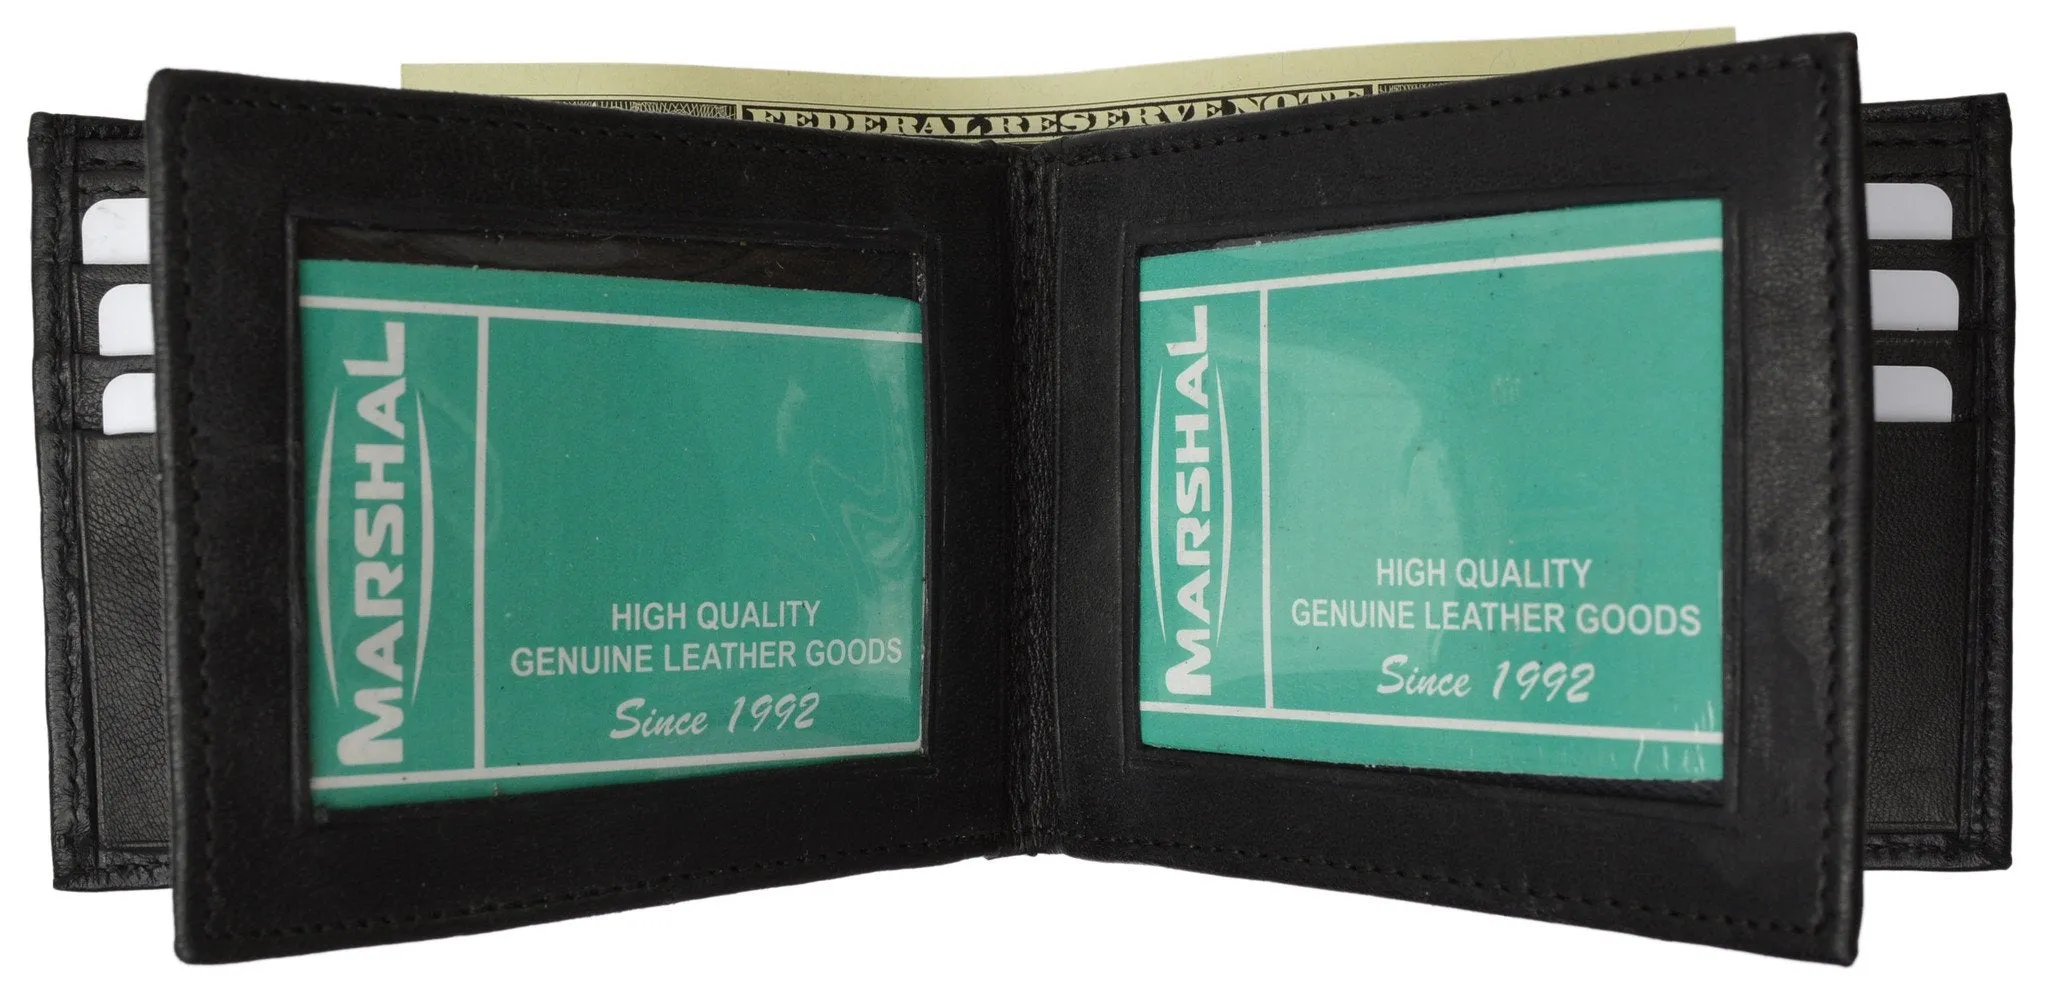 FEDERAL RESERVE NOTE
MARSHAL
HIGH QUALITY
GENUINE LEATHER GOODS
Since 1992
MARSHAL
HIGH QUALITY
GENUINE LEATHER GOODS
Since 1992